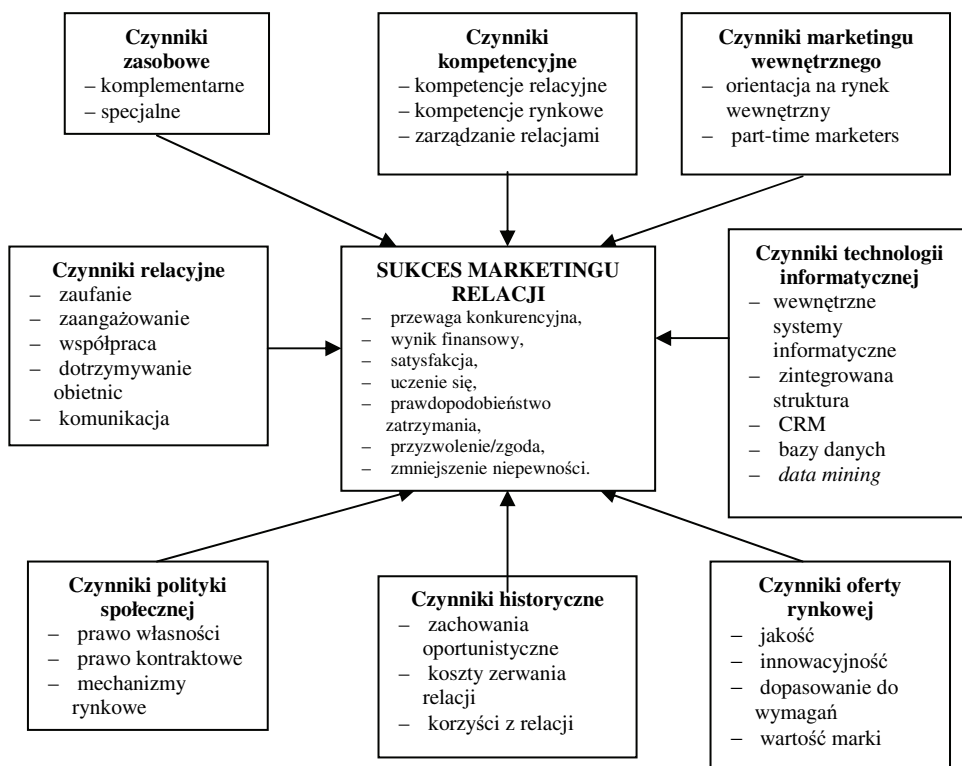 Czynniki
zasobowe
– komplementarne
– specjalne
Czynniki
kompetencyjne
– kompetencje relacyjne
– kompetencje rynkowe
– zarządzanie relacjami
Czynniki marketingu
wewnętrznego
– orientacja na rynek
wewnętrzny
– part-time marketers
Czynniki relacyjne
– zaufanie
– zaangażowanie
– współpraca
– dotrzymywanie
obietnic
– komunikacja
SUKCES MARKETINGU
RELACJI
– przewaga konkurencyjna,
– wynik finansowy,
– satysfakcja,
– uczenie się,
– prawdopodobieństwo
zatrzymania,
– przyzwolenie/zgoda,
– zmniejszenie niepewności.
Czynniki technologii
informatycznej
– wewnętrzne
systemy
informatyczne
– zintegrowana
struktura
– CRM
– bazy danych
– data mining
Czynniki polityki
społecznej
– prawo własności
– prawo kontraktowe
– mechanizmy
rynkowe
Czynniki historyczne
– zachowania
oportunistyczne
– koszty zerwania
relacji
– korzyści z relacji
Czynniki oferty
rynkowej
– jakość
– innowacyjność
– dopasowanie do
wymagań
– wartość marki